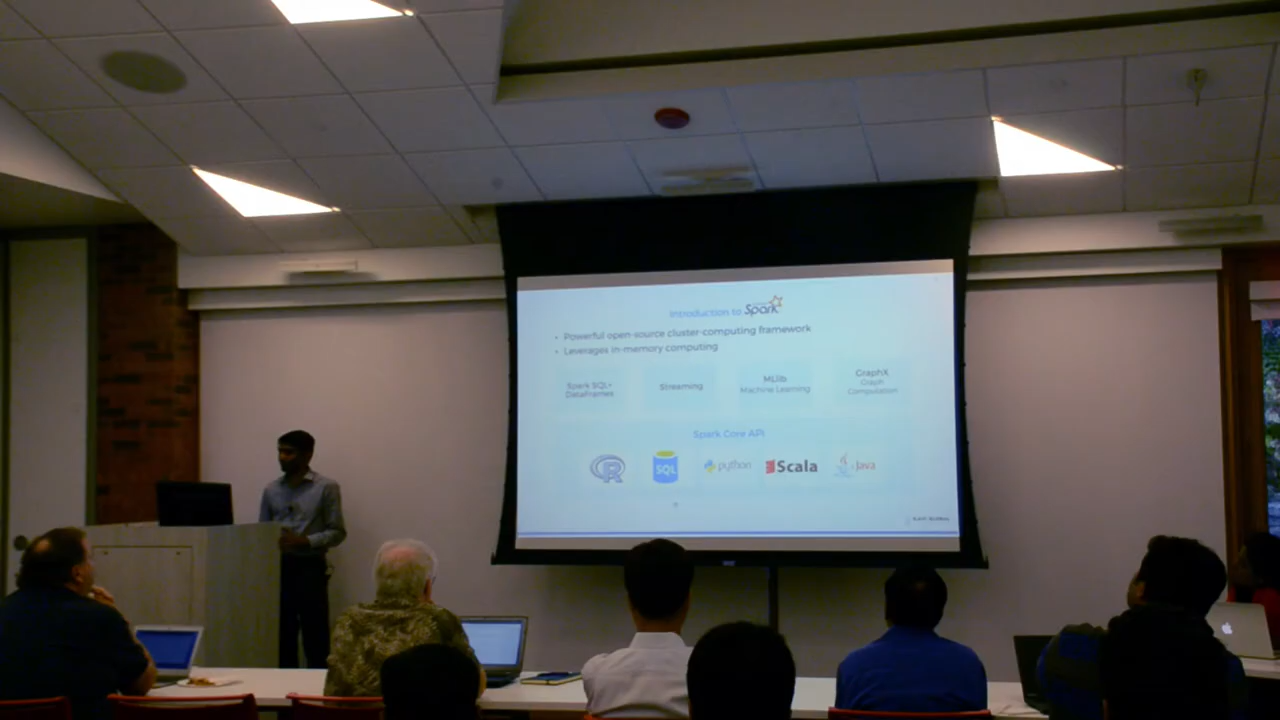 Introduction to Spark
• Powerful open-source cluster-computing framework
• Leverages in-memory computing
Spark SQL+
DataFrames
Streaming
MLlib
Machine Learning
GraphX
Graph
Computation
Spark Core API
R
SQL
python
Scala
Java